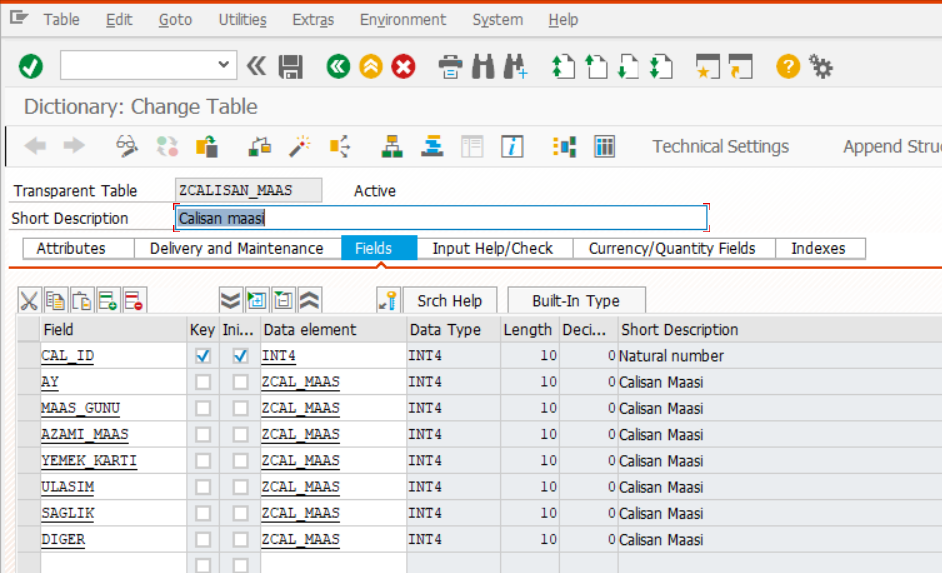 Table Edit Goto Utilities Extras Environment System Help
Dictionary: Change Table
Technical Settings Append Stru
Transparent Table ZCALISAN_MAAS Active
Short Description Calisan maasi
Attributes Delivery and Maintenance Fields Input Help/Check Currency/Quantity Fields Indexes
Srch Help Built-In Type
Field Key Ini... Data element Data Type Length Deci... Short Description
CAL_ID INT4 INT4 10 0 Natural number
AY ZCAL_MAAS INT4 10 0 Calisan Maasi
MAAS_GUNU ZCAL_MAAS INT4 10 0 Calisan Maasi
AZAMI_MAAS ZCAL_MAAS INT4 10 0 Calisan Maasi
YEMEK_KARTI ZCAL_MAAS INT4 10 0 Calisan Maasi
ULASIM ZCAL_MAAS INT4 10 0 Calisan Maasi
SAGLIK ZCAL_MAAS INT4 10 0 Calisan Maasi
DIGER ZCAL_MAAS INT4 10 0 Calisan Maasi